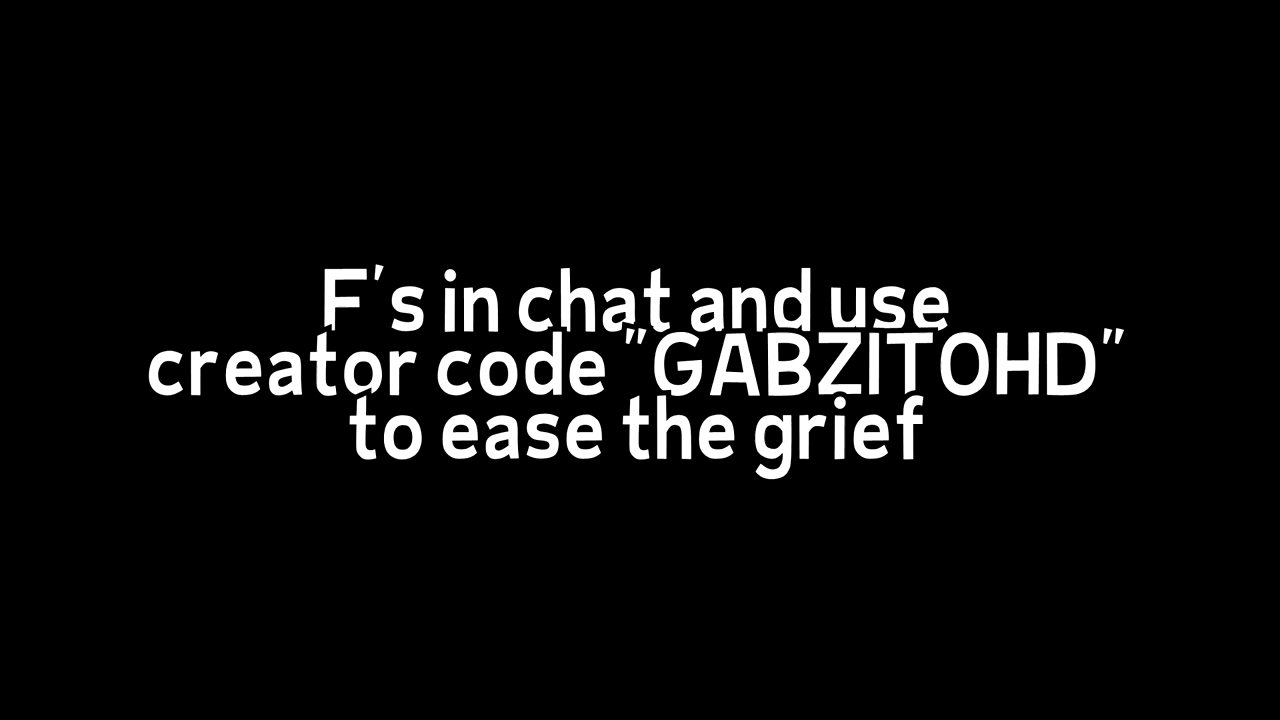 F's in chat and use
creator code "GABZITOHD"
to ease the grief